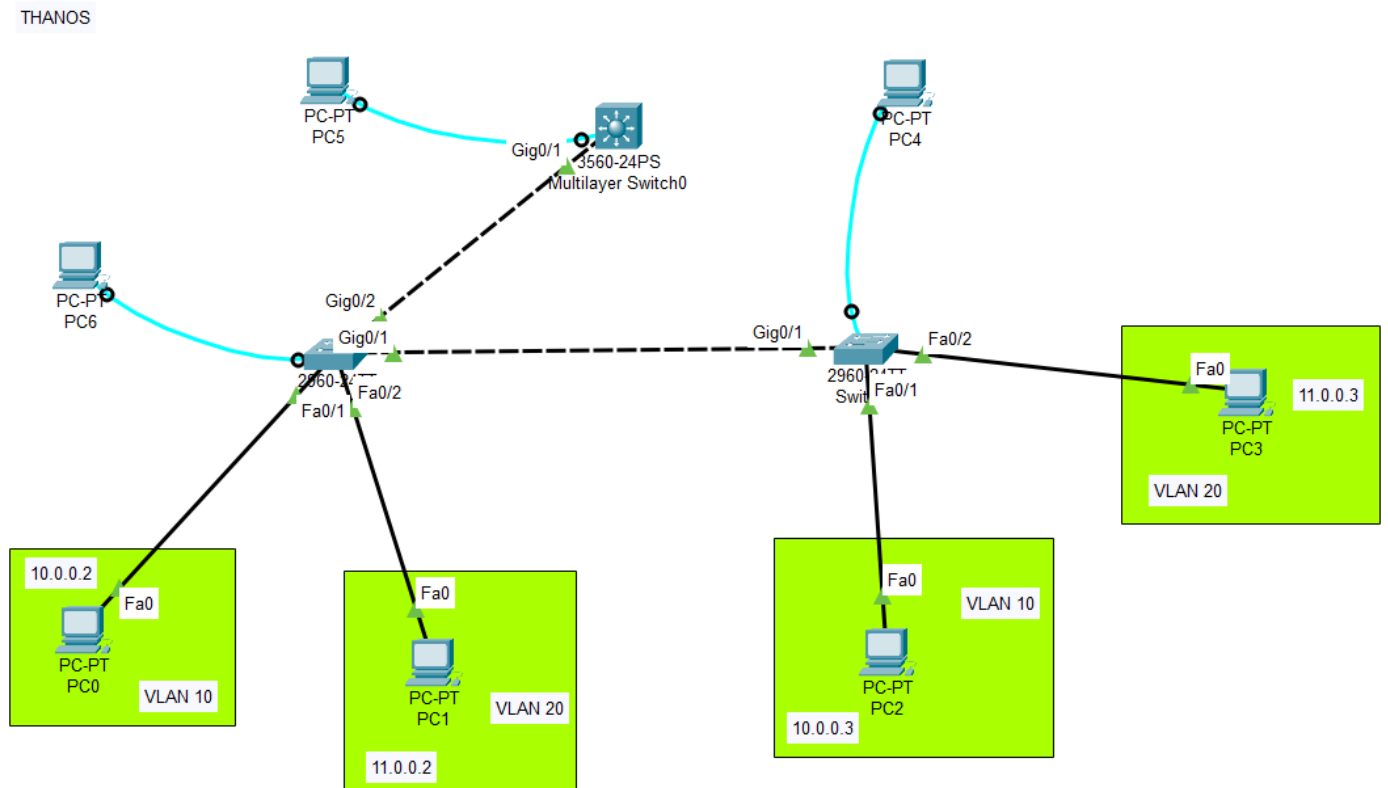 THANOS
PC-PT
PC5
Gig0/1
3560-24PS
Multilayer Switch0
PC-PT
PC4
PC-PT
PC6
Gig0/2
Gig0/1
Fa0/2
Fa0/1
Gig0/1
Fa0/2
2960-24TT
Fa0/1
Fa0
PC-PT
PC3
11.0.0.3
VLAN 20
10.0.0.2
Fa0
PC-PT
PC0
VLAN 10
Fa0
PC-PT
PC1
VLAN 20
11.0.0.2
Fa0
VLAN 10
PC-PT
PC2
10.0.0.3